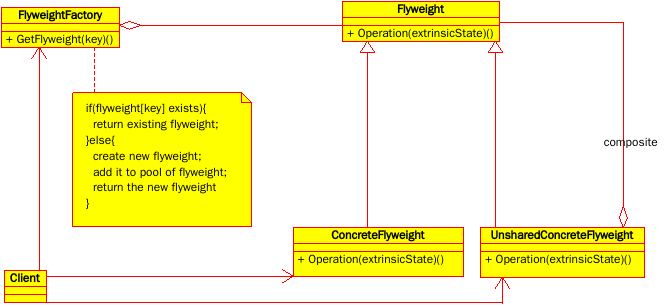 FlyweightFactory
+ GetFlyweight(key)()
Flyweight
+ Operation(extrinsicState)()
if(flyweight[key] exists){
return existing flyweight;
}else{
create new flyweight;
add it to pool of flyweight;
return the new flyweight
}
composite
ConcreteFlyweight
+ Operation(extrinsicState)()
UnsharedConcreteFlyweight
+ Operation(extrinsicState)()
Client